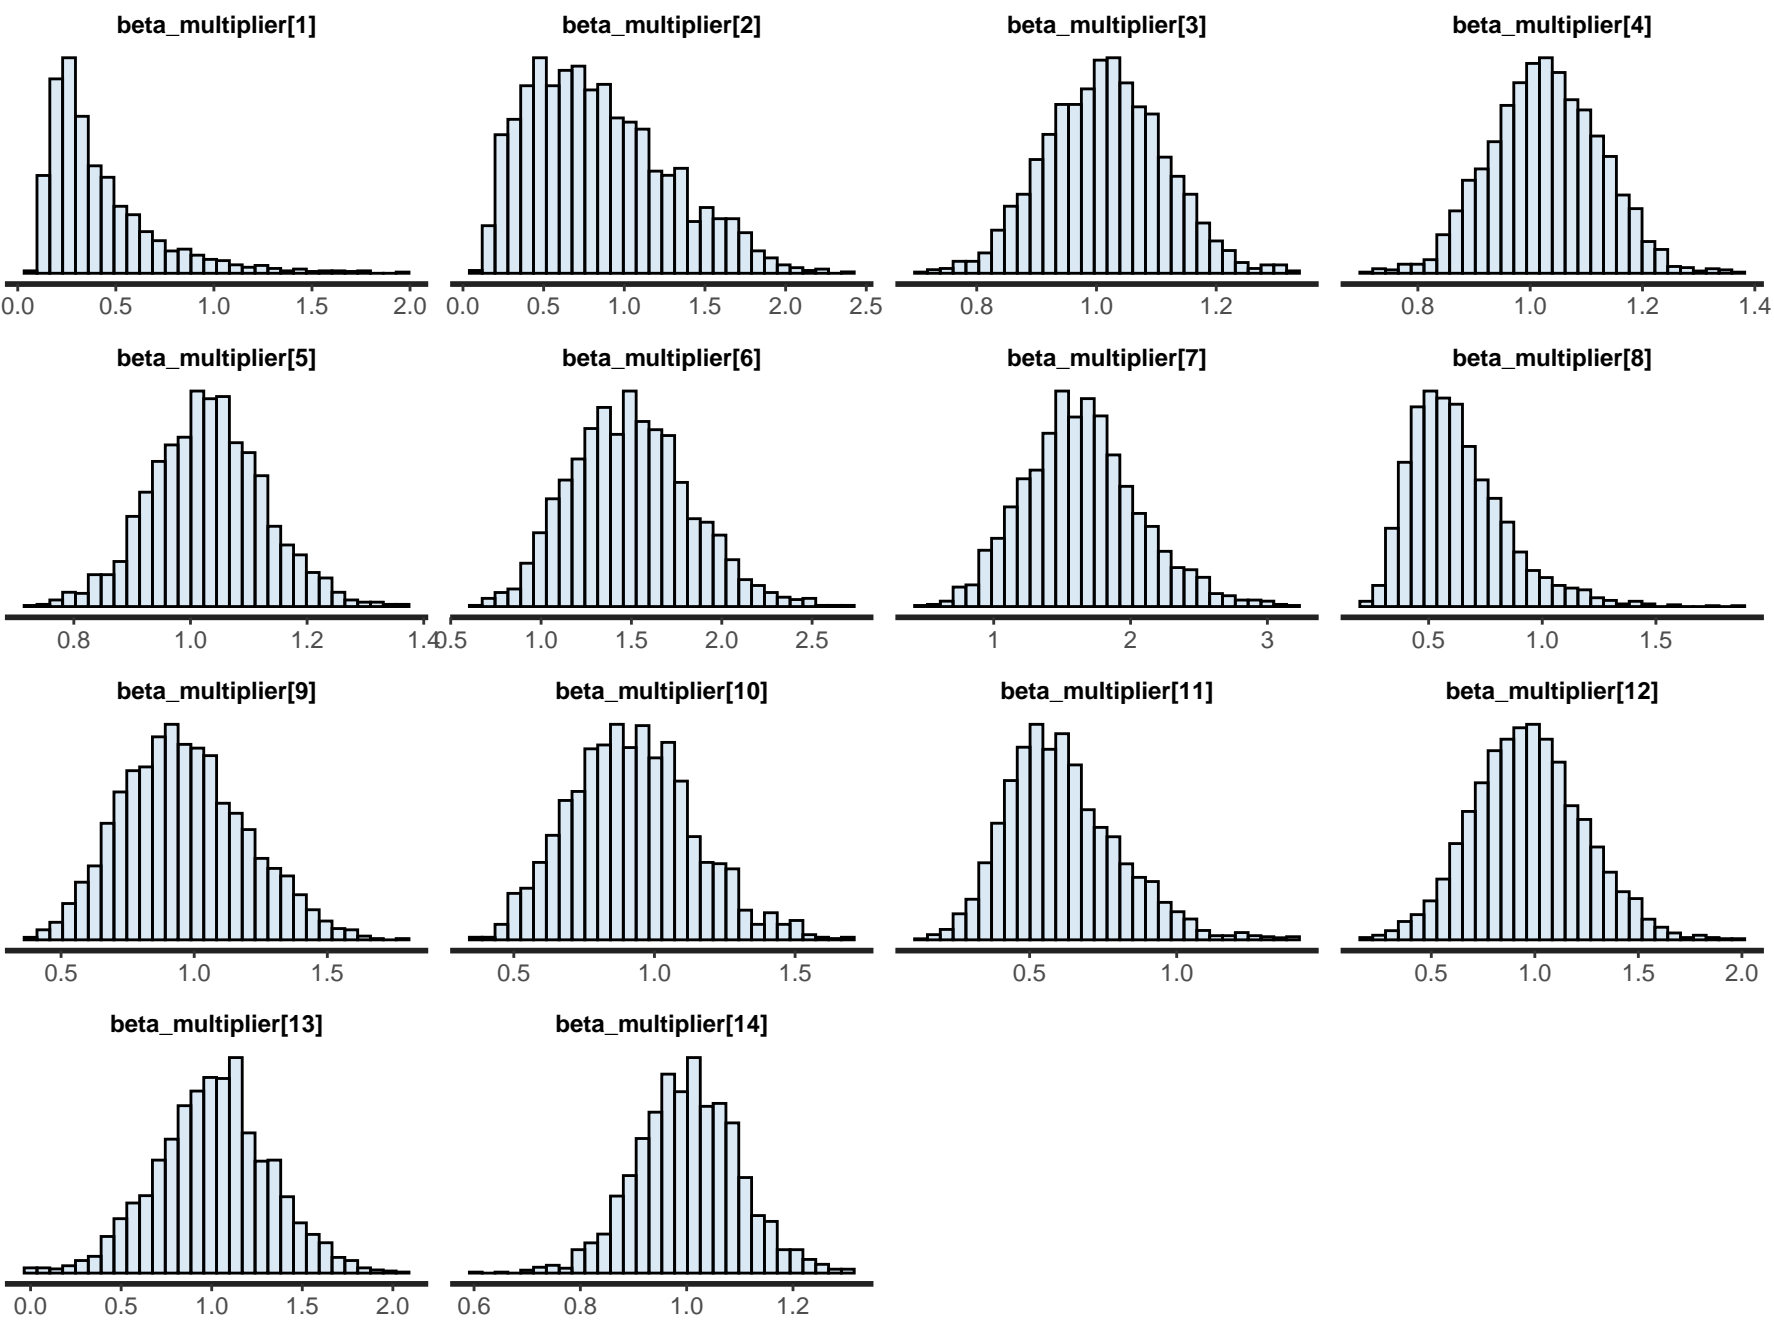 beta_multiplier[1] beta_multiplier[2] beta_multiplier[3] beta_multiplier[4]
0.0 0.5 1.0 1.5 2.0 0.0 0.5 1.0 1.5 2.0 2.5 0.8 1.0 1.2 0.8 1.0 1.2 1.4
beta_multiplier[5] beta_multiplier[6] beta_multiplier[7] beta_multiplier[8]
0.8 1.0 1.2 1.4 0.5 1.0 1.5 2.0 2.5 1 2 3 0.5 1.0 1.5
beta_multiplier[9] beta_multiplier[10] beta_multiplier[11] beta_multiplier[12]
0.5 1.0 1.5 0.5 1.0 1.5 0.5 1.0 0.5 1.0 1.5 2.0
beta_multiplier[13] beta_multiplier[14]
0.0 0.5 1.0 1.5 2.0 0.6 0.8 1.0 1.2